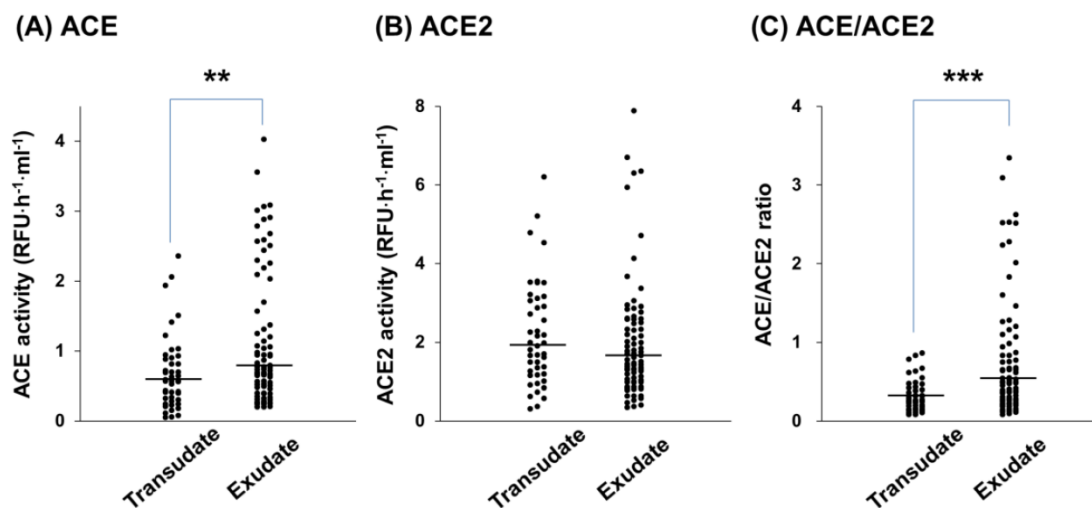 (A) ACE
(B) ACE2
(C) ACE/ACE2
**
***
ACE activity (RFU·h⁻¹·ml⁻¹)
4
3
2
1
0
Transudate
Exudate
ACE2 activity (RFU·h⁻¹·ml⁻¹)
8
6
4
2
0
Transudate
Exudate
ACE/ACE2 ratio
4
3
2
1
0
Transudate
Exudate